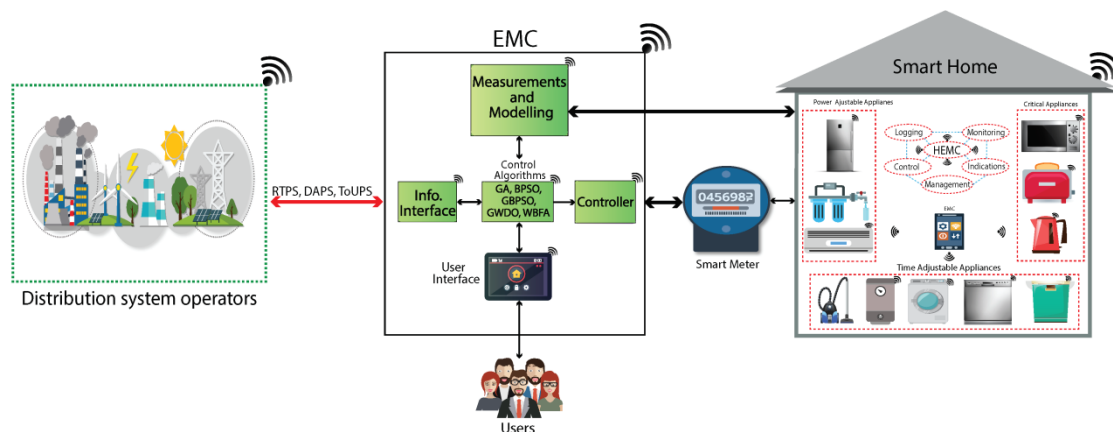 Distribution system operators
RTPS, DAPS, ToUPS
EMC
Measurements
and
Modelling
Control
Algorithms
Info.
Interface
GA, BPSO,
GBPSO,
GWDO, WBFA
Controller
User
Interface
Users
045698
Smart Meter
Smart Home
Power Ajustable Applianes
Critical Appliances
Logging
Monitoring
HEMC
Control
Indications
Management
EMC
Time Adjustable Appliances